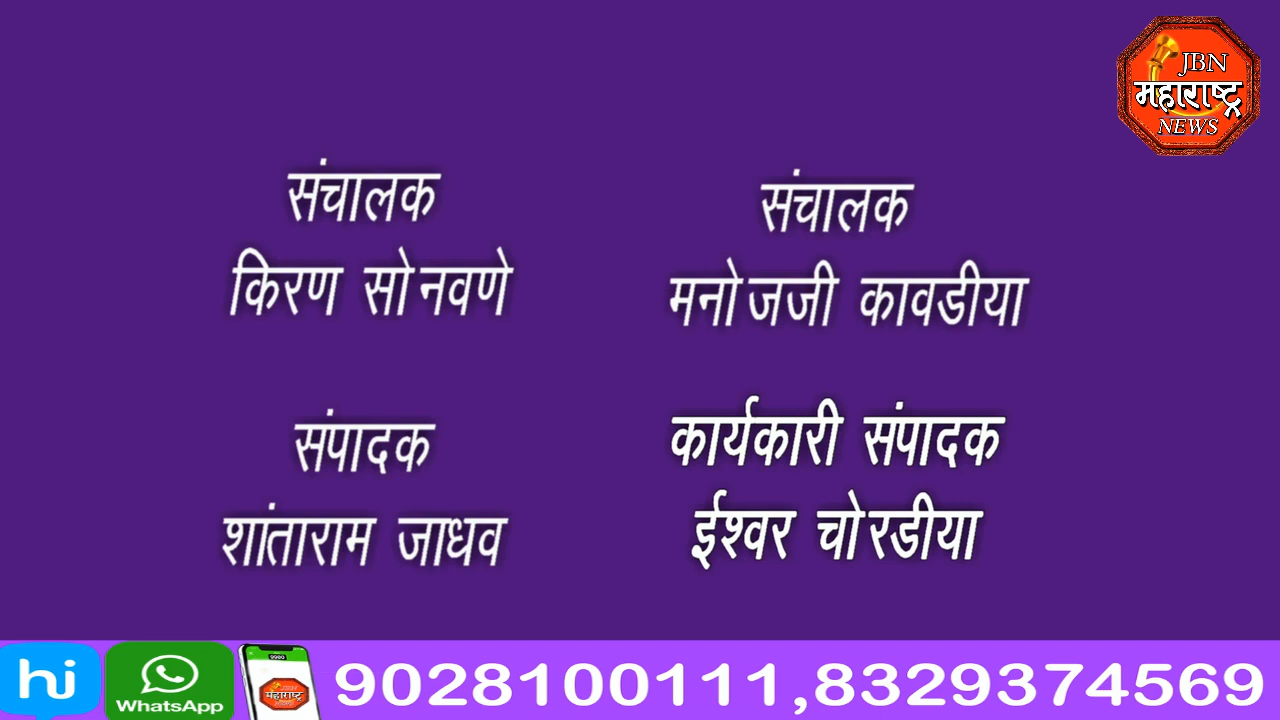 JBN
महाराष्ट्र
NEWS
संचालक
किरण सोनवणे
संचालक
मनोजजी कावडीया
संपादक
शांताराम जाधव
कार्यकारी संपादक
ईश्वर चोरडीया
hi
WhatsApp
महाराष्ट्र
9028100111,8329374569